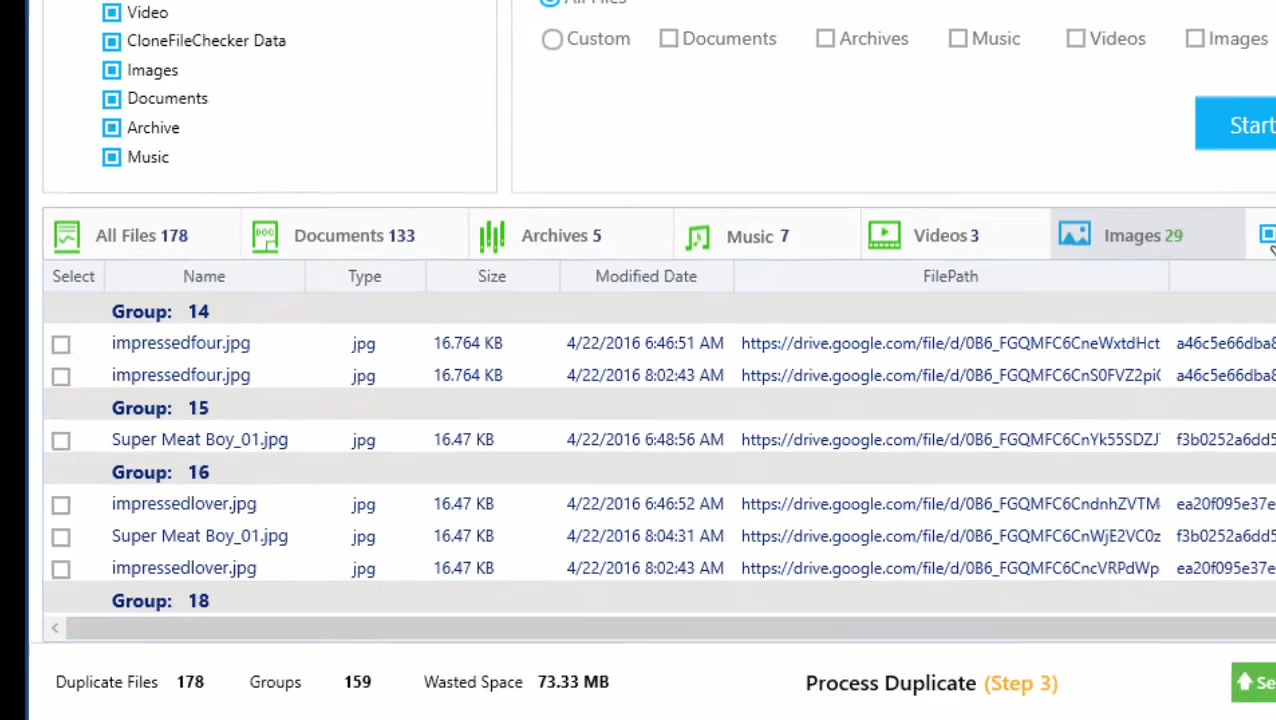 Video
CloneFileChecker Data
Images
Documents
Archive
Music
All Files
Custom Documents Archives Music Videos Images
Start
All Files 178 Documents 133 Archives 5 Music 7 Videos 3 Images 29
Select Name Type Size Modified Date FilePath
Group: 14
impressedfour.jpg jpg 16.764 KB 4/22/2016 6:46:51 AM https://drive.google.com/file/d/0B6_FGQMFC6CneWxtdHct a46c5e66dba8
impressedfour.jpg jpg 16.764 KB 4/22/2016 8:02:43 AM https://drive.google.com/file/d/0B6_FGQMFC6CnS0FVZ2pi a46c5e66dba8
Group: 15
Super Meat Boy_01.jpg jpg 16.47 KB 4/22/2016 6:48:56 AM https://drive.google.com/file/d/0B6_FGQMFC6CnYk55SDZJ f3b0252a6dd5
Group: 16
impressedlover.jpg jpg 16.47 KB 4/22/2016 6:46:52 AM https://drive.google.com/file/d/0B6_FGQMFC6CndnhZVTM ea20f095e37e
Super Meat Boy_01.jpg jpg 16.47 KB 4/22/2016 8:04:31 AM https://drive.google.com/file/d/0B6_FGQMFC6CnWjE2VC0z f3b0252a6dd5
impressedlover.jpg jpg 16.47 KB 4/22/2016 8:02:43 AM https://drive.google.com/file/d/0B6_FGQMFC6CncVRPdWp ea20f095e37e
Group: 18
Duplicate Files 178 Groups 159 Wasted Space 73.33 MB Process Duplicate (Step 3) Se